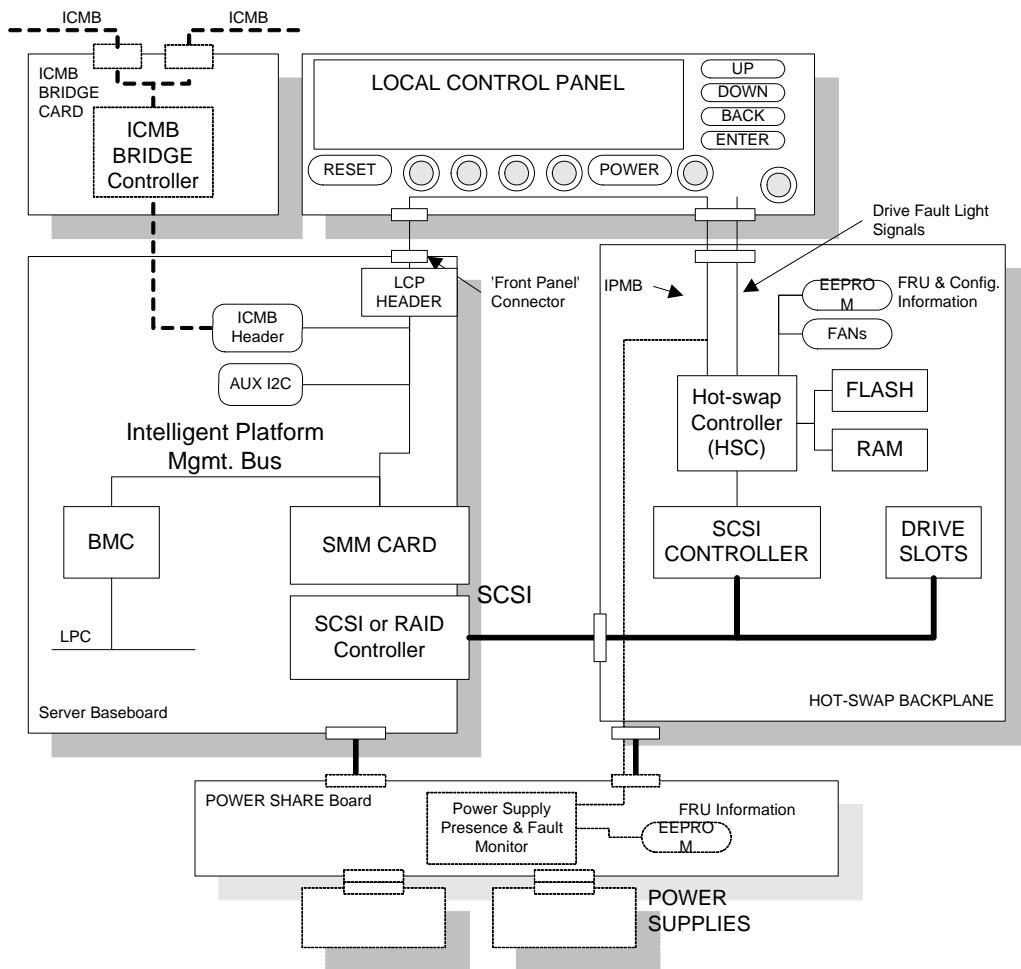 ICMB
ICMB
ICMB
BRIDGE
CARD
ICMB
BRIDGE
Controller
LOCAL CONTROL PANEL
UP
DOWN
BACK
ENTER
RESET
POWER
Drive Fault Light
Signals
LCP
HEADER
'Front Panel'
Connector
ICMB
Header
AUX I2C
Intelligent Platform
Mgmt. Bus
BMC
LPC
SMM CARD
SCSI or RAID
Controller
SCSI
Server Baseboard
IPMB
EEPRO
M
FRU & Config.
Information
FANs
Hot-swap
Controller
(HSC)
FLASH
RAM
SCSI
CONTROLLER
DRIVE
SLOTS
HOT-SWAP BACKPLANE
POWER SHARE Board
Power Supply
Presence & Fault
Monitor
FRU Information
EEPRO
M
POWER
SUPPLIES